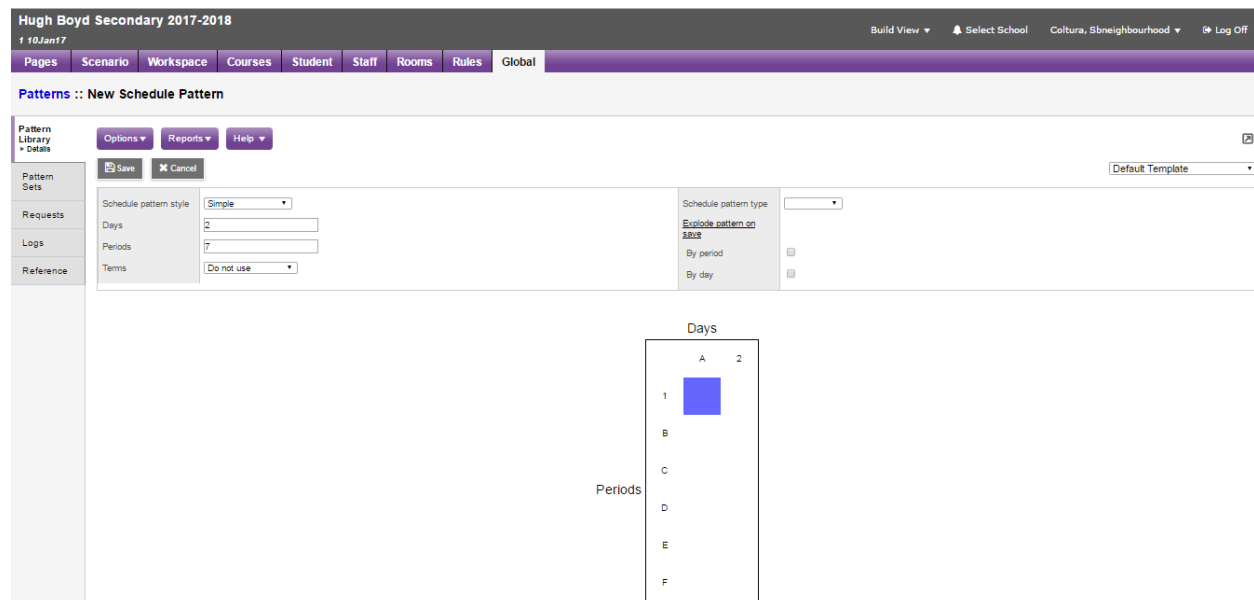 Hugh Boyd Secondary 2017-2018
1 10Jan17
Build View Select School Coltura, Sbneighbourhood Log Off
Pages Scenario Workspace Courses Student Staff Rooms Rules Global
Patterns :: New Schedule Pattern
Pattern Library
Details
Pattern Sets
Requests
Logs
Reference
Options Reports Help
Save Cancel
Default Template
Schedule pattern style Simple
Days 2
Periods 7
Terms Do not use
Schedule pattern type
Explode pattern on
save
By period
By day
Days
A 2
1
B
C
Periods
D
E
F